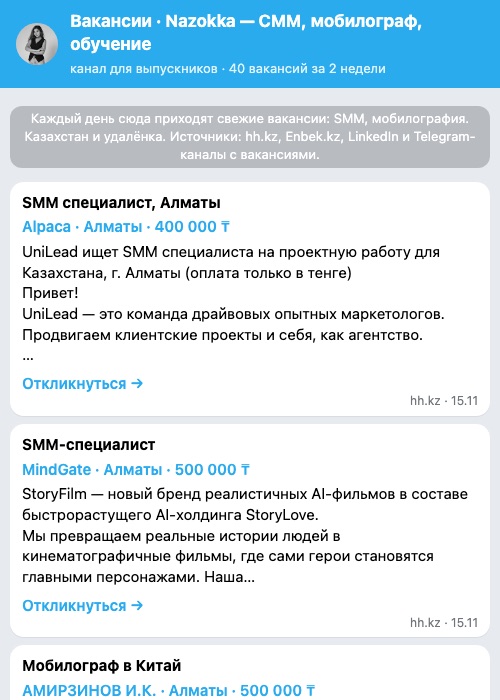 Вакансии · Nazokka — СММ, мобилограф,
обучение
канал для выпускников · 40 вакансий за 2 недели
Каждый день сюда приходят свежие вакансии: SMM, мобилография.
Казахстан и удалёнка. Источники: hh.kz, Enbek.kz, LinkedIn и Telegram-
каналы с вакансиями.
SMM специалист, Алматы
Alpaca · Алматы · 400 000 ₸
UniLead ищет SMM специалиста на проектную работу для
Казахстана, г. Алматы (оплата только в тенге)
Привет!
UniLead — это команда драйвовых опытных маркетологов.
Продвигаем клиентские проекты и себя, как агентство.
...
Откликнуться →
hh.kz · 15.11
SMM-специалист
MindGate · Алматы · 500 000 ₸
StoryFilm — новый бренд реалистичных AI-фильмов в составе
быстрорастущего AI-холдинга StoryLove.
Мы превращаем реальные истории людей в
кинематографичные фильмы, где сами герои становятся
главными персонажами. Наша...
Откликнуться →
hh.kz · 15.11
Мобилограф в Китай
АМИРЗИНОВ И.К. · Алматы · 500 000 ₸